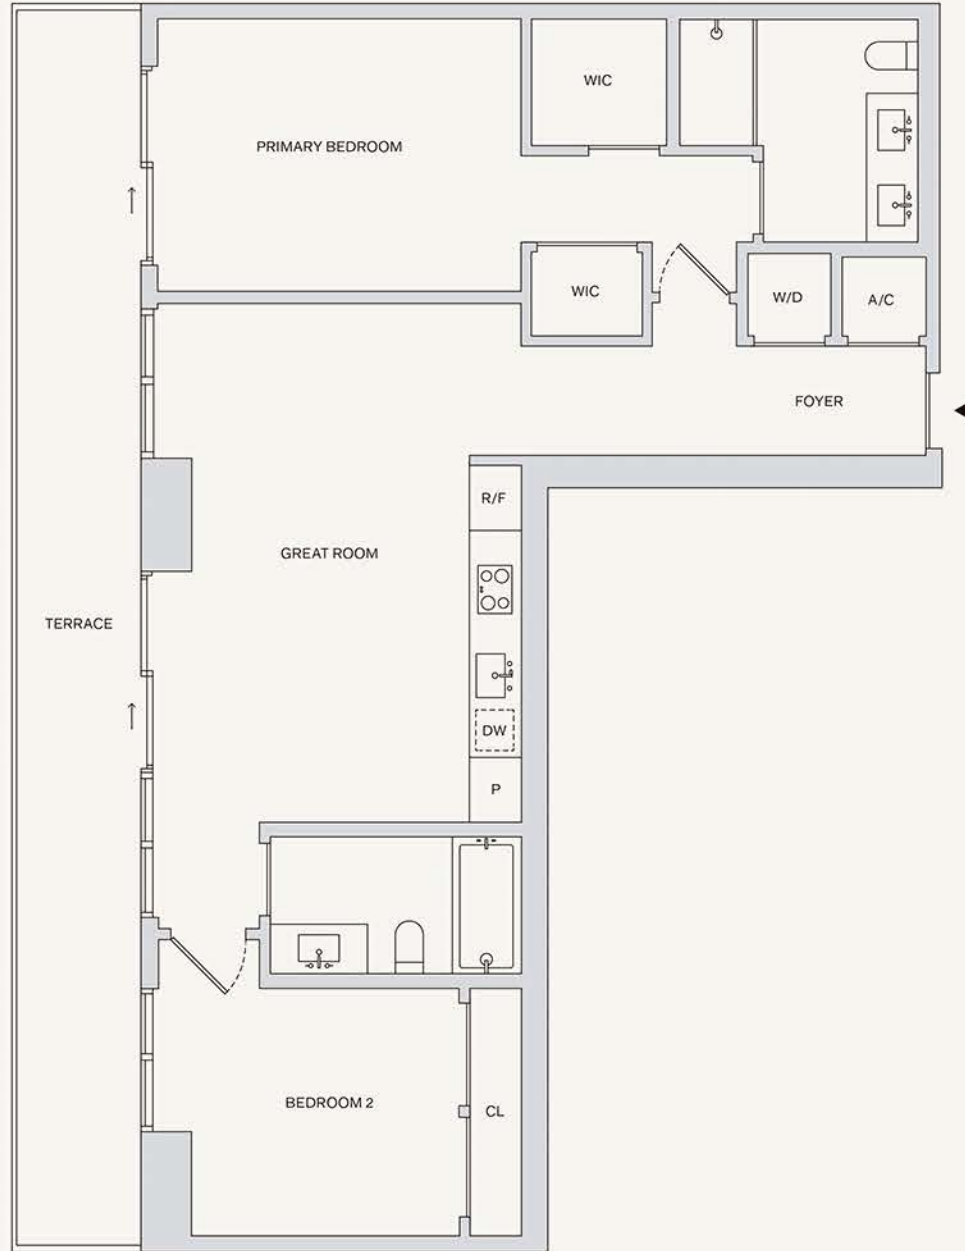 WIC
PRIMARY BEDROOM
WIC
W/D
A/C
FOYER
R/F
GREAT ROOM
TERRACE
DW
P
BEDROOM 2
CL